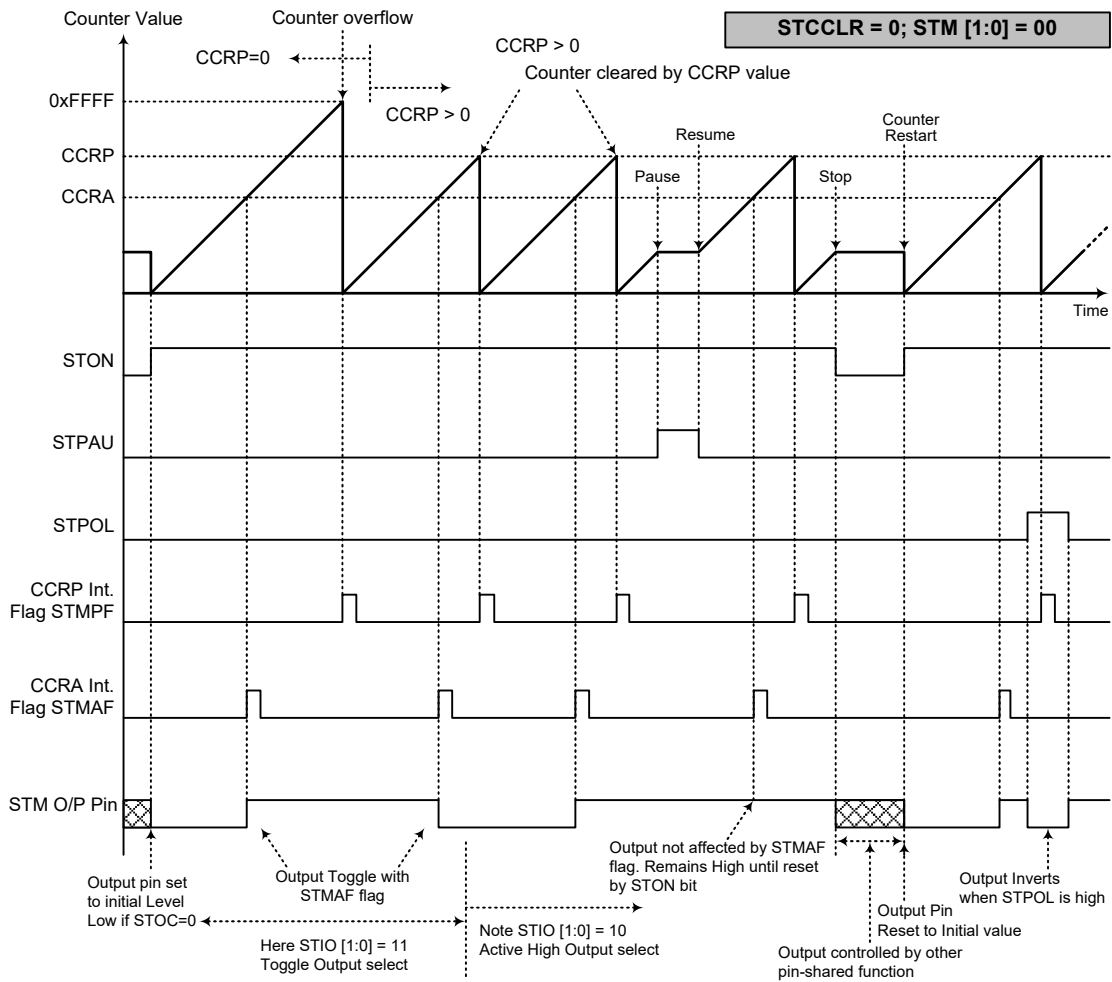 Counter Value
Counter overflow
STCCLR = 0; STM [1:0] = 00
CCRP=0
CCRP > 0
CCRP > 0
Counter cleared by CCRP value
0xFFFF
CCRP
CCRA
Pause
Resume
Stop
Counter
Restart
Time
STON
STPAU
STPOL
CCRP Int.
Flag STMPF
CCRA Int.
Flag STMAF
STM O/P Pin
Output pin set
to initial Level
Low if STOC=0
Output Toggle with
STMAF flag
Here STIO [1:0] = 11
Toggle Output select
Note STIO [1:0] = 10
Active High Output select
Output not affected by STMAF
flag. Remains High until reset
by STON bit
Output controlled by other
pin-shared function
Output Pin
Reset to Initial value
Output Inverts
when STPOL is high